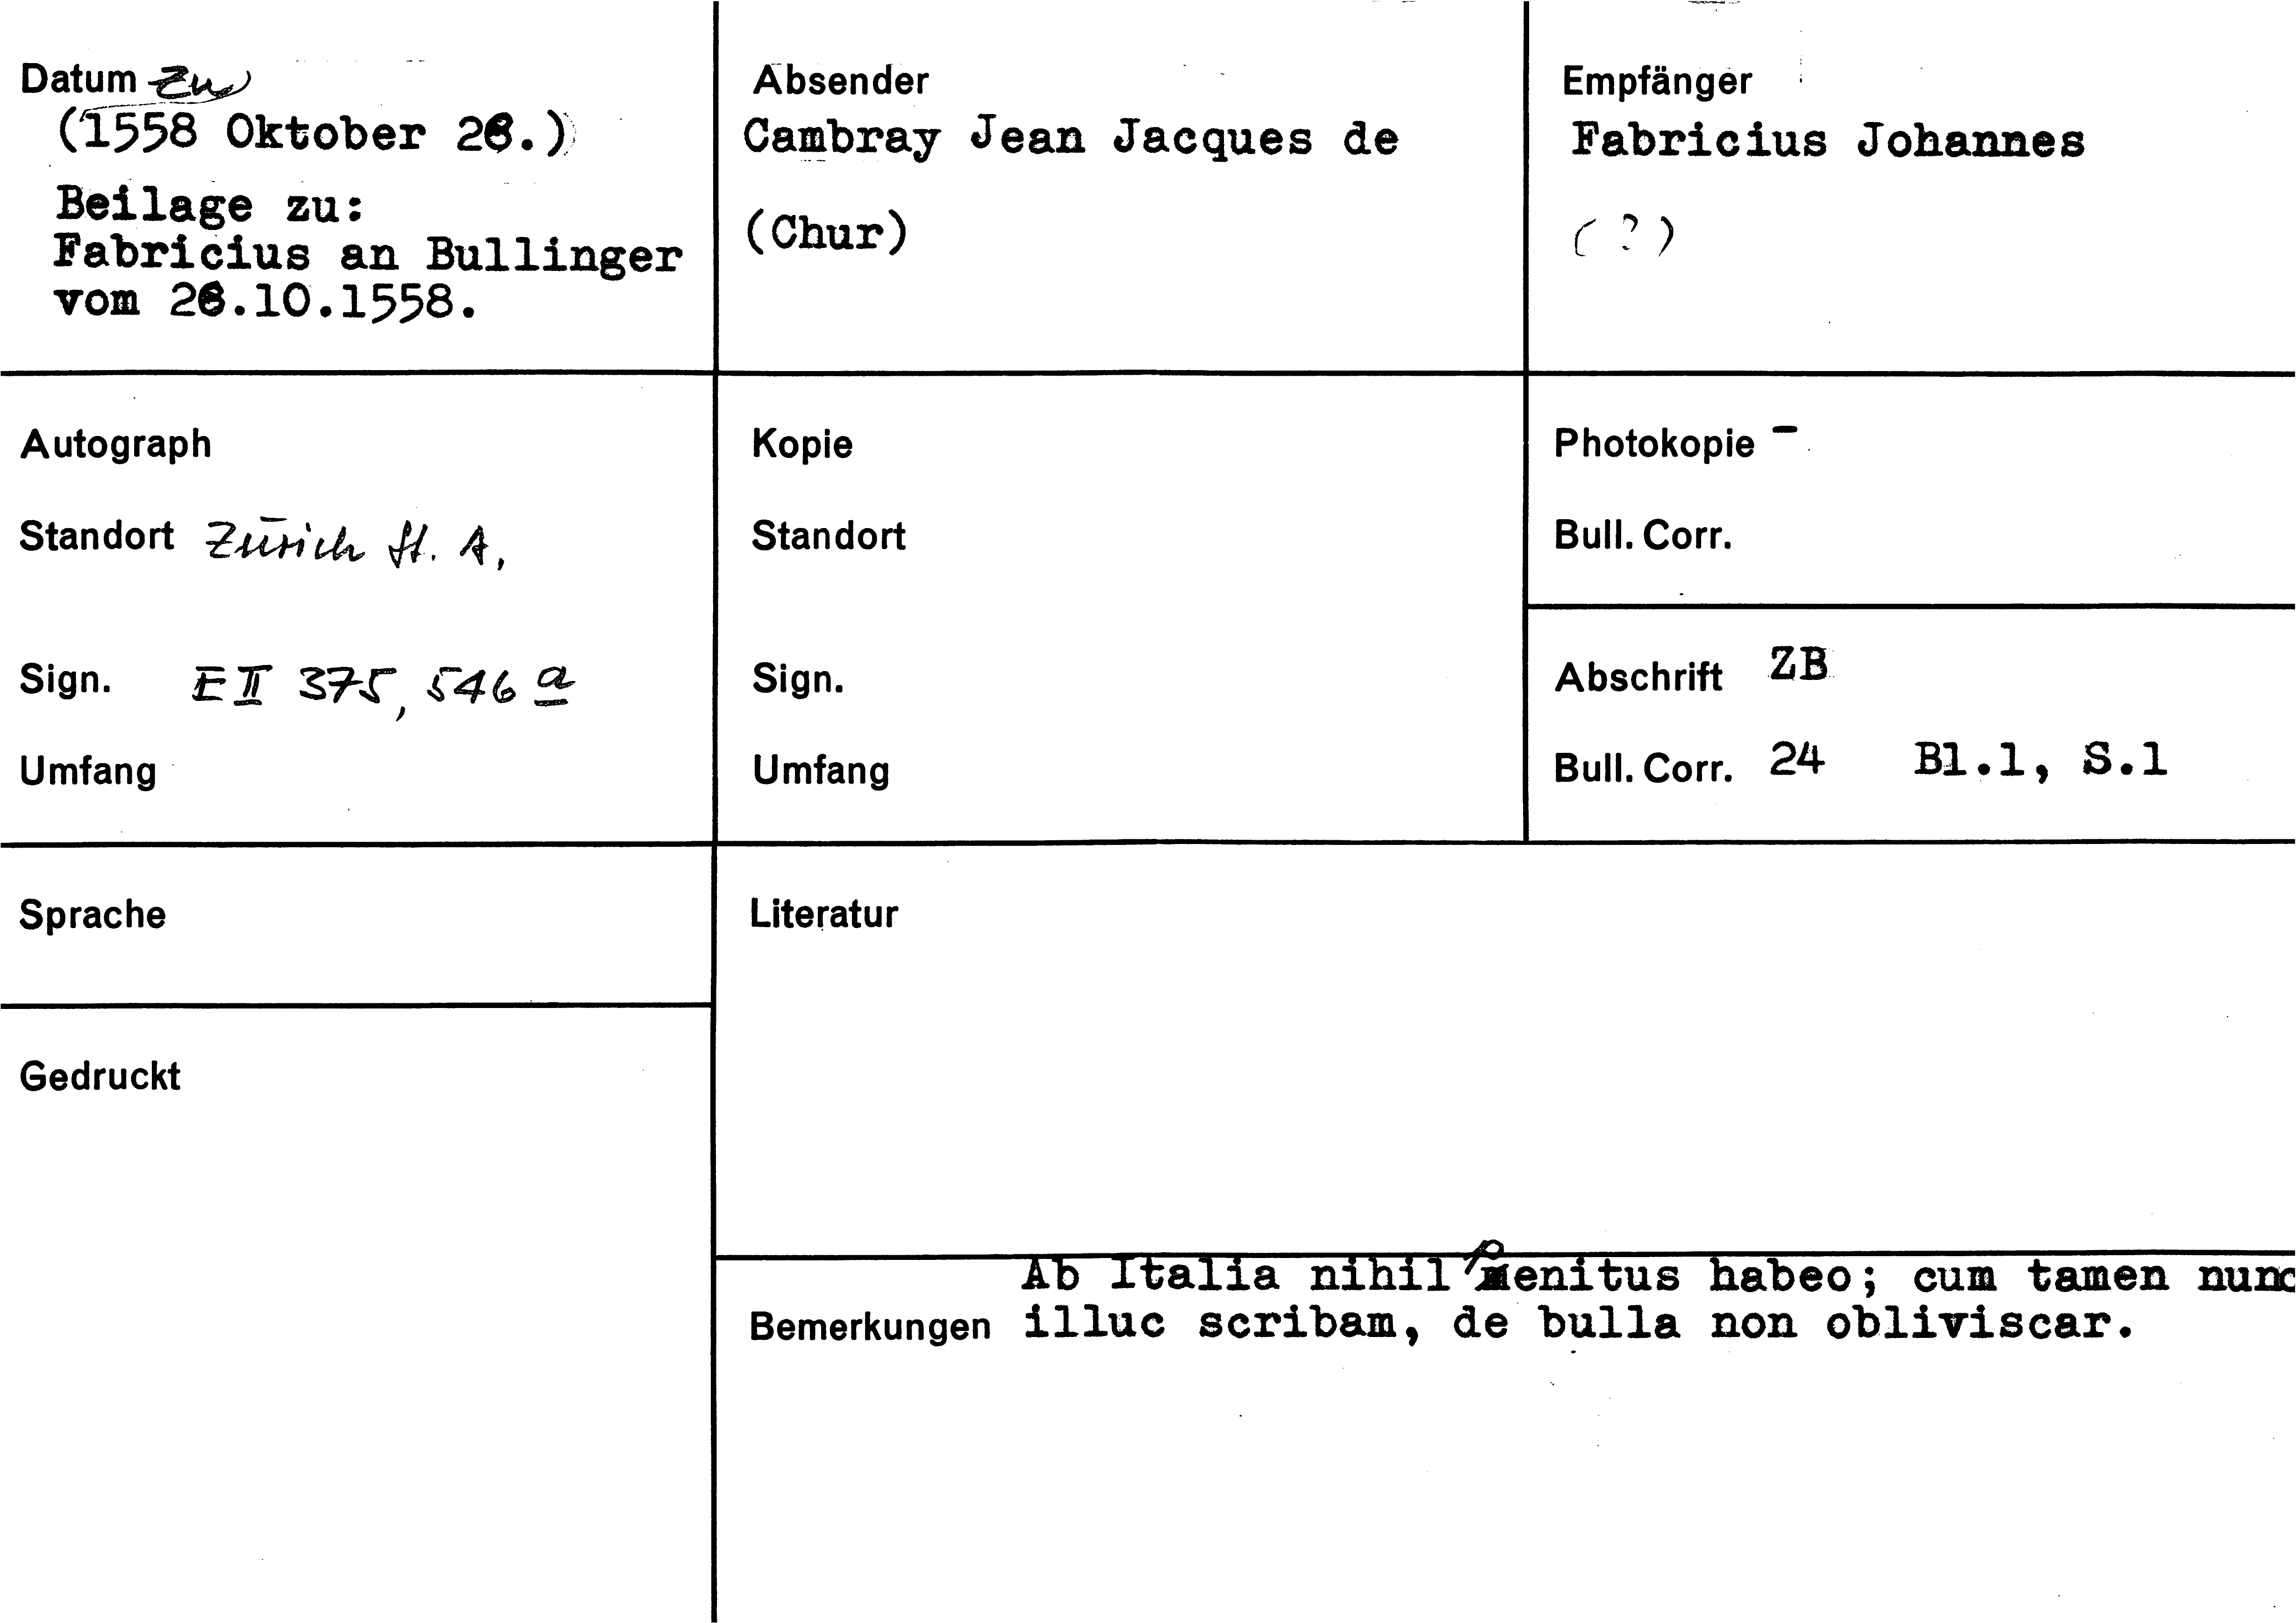 Datum zu
(1558 Oktober 26.)
Beilage zu:
Fabricius an Bullinger
vom 26.10.1558.
Absender
Cambray Jean Jacques de
(Chur)
Empfänger
Fabricius Johannes
(?)
Autograph
Standort Zürich St. A.
Sign. E II 375, 546 a
Umfang
Kopie
Standort
Sign.
Umfang
Photokopie -
Bull. Corr.
Abschrift ZB
Bull. Corr. 24 Bl.1, S.1
Sprache
Gedruckt
Literatur
Ab Italia nihil penitus habeo; cum tamen nunc
Bemerkungen illuc scribam, de bulla non obliviscar.